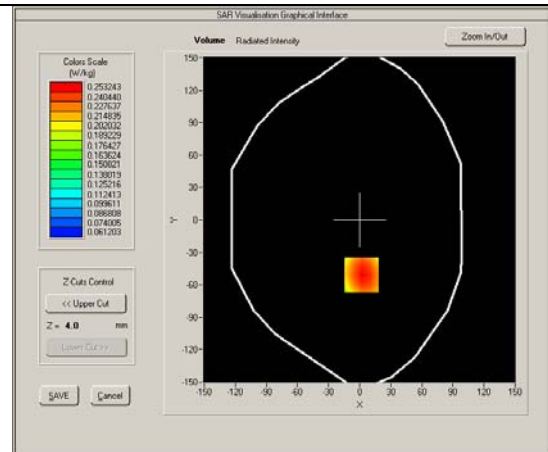 SAR Visualisation Graphical Interface
Volume Radiated Intensity
Zoom In/Out
Colors Scale
(W/kg)
0.253243
0.240440
0.227637
0.214835
0.202032
0.189229
0.176427
0.163624
0.150821
0.138019
0.125216
0.112413
0.099611
0.086808
0.074005
0.061203
Z Cuts Control
<< Upper Cut
Z = 4.0 mm
Lower Cut >>
SAVE Cancel
150
120
90
60
30
0
-30
-60
-90
-120
-150
Y
-150 -120 -90 -60 -30 0 30 60 90 120 150
X